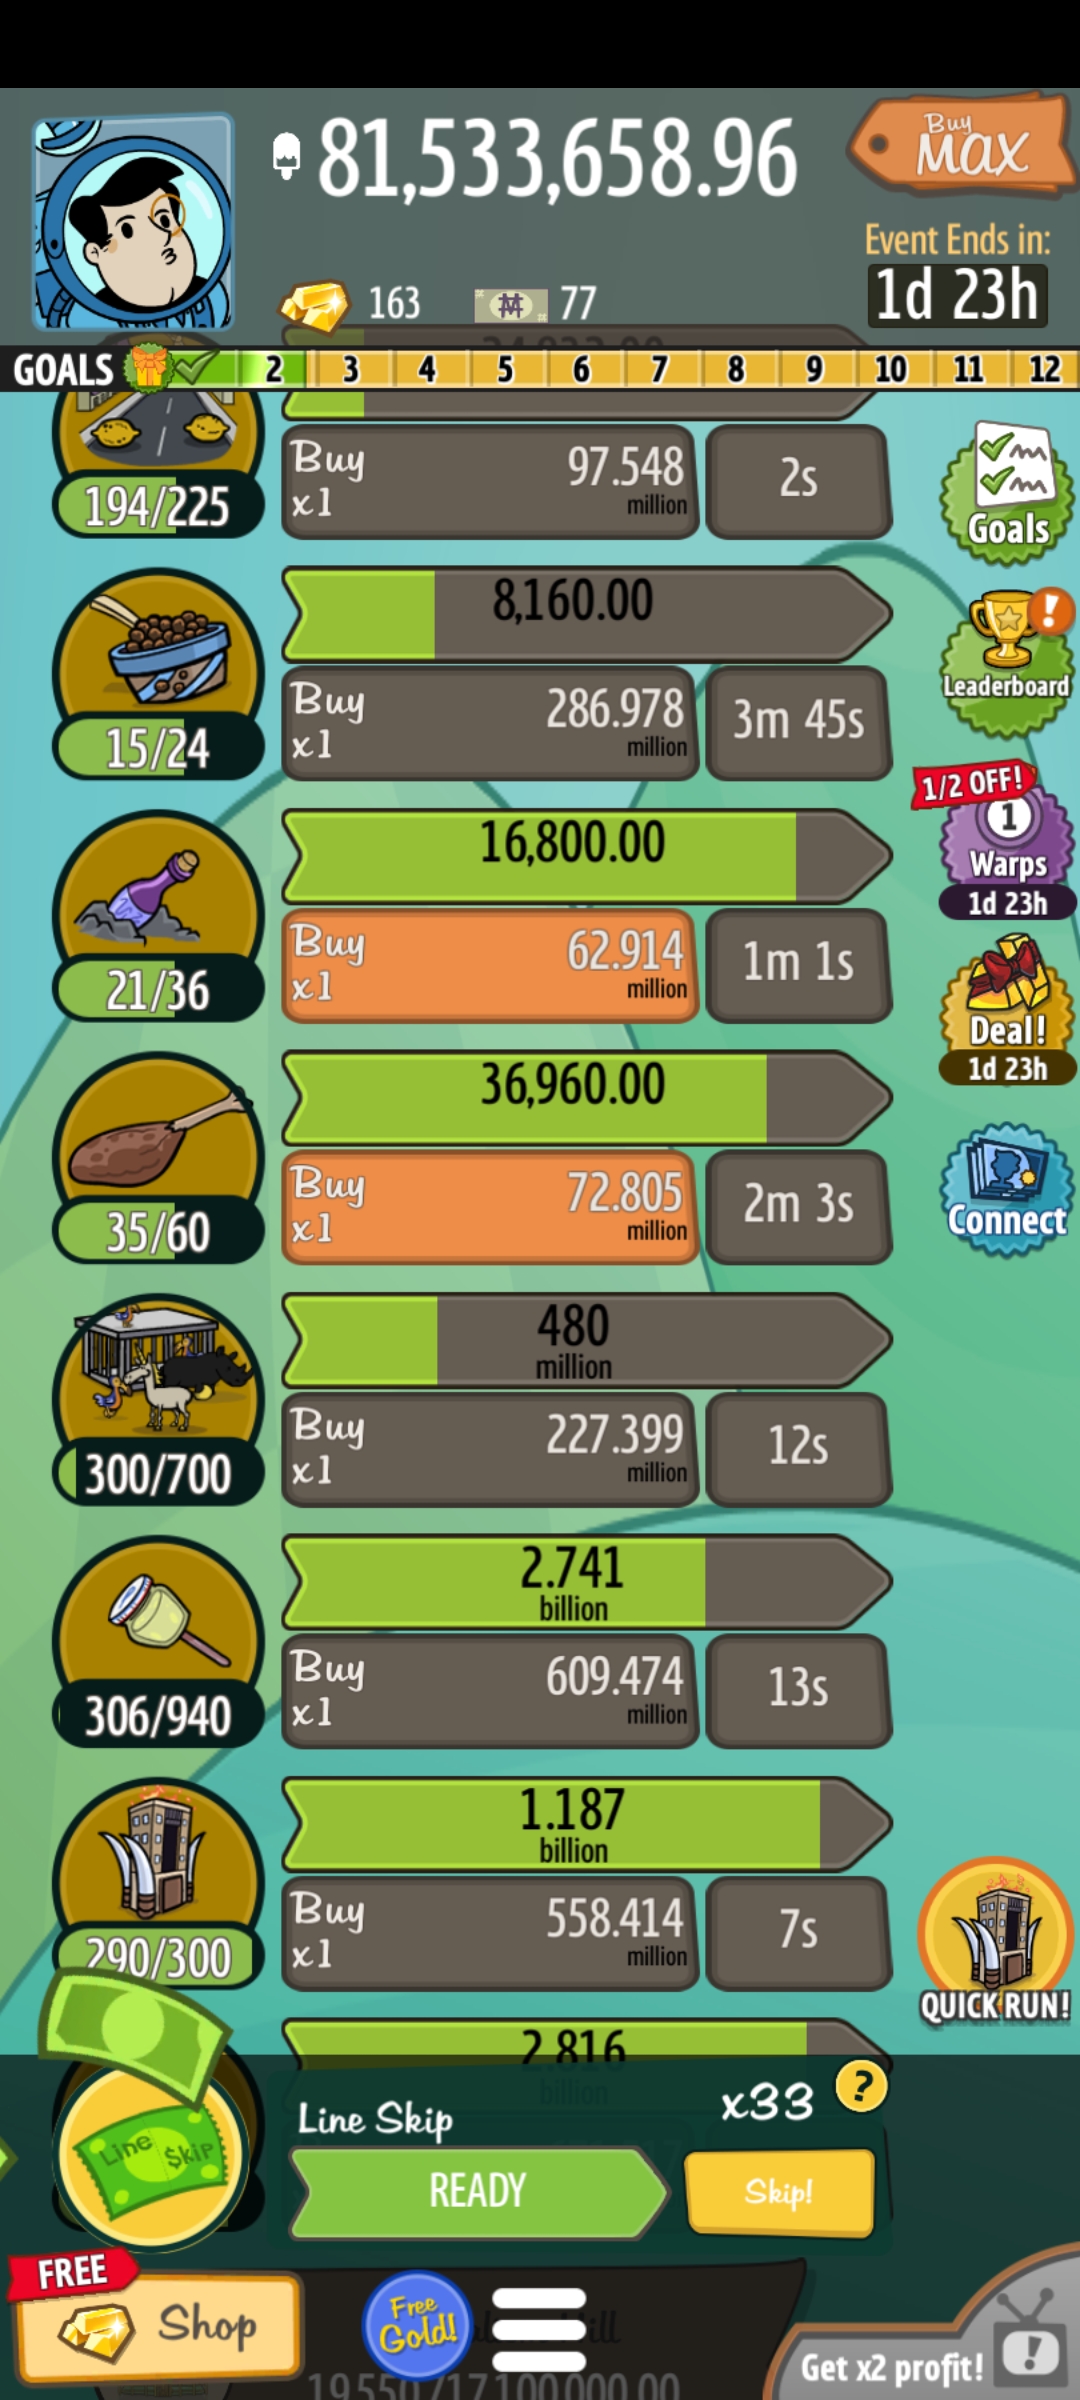 81,533,658.96
Buy
MAX
Event Ends in:
1d 23h
163
77
GOALS 2 3 4 5 6 7 8 9 10 11 12
Buy
x1
97.548
million
2s
194/225
Goals
8,160.00
Buy
x1
286.978
million
3m 45s
15/24
Leaderboard
1/2 OFF!
1
Warps
1d 23h
16,800.00
Buy
x1
62.914
million
1m 1s
21/36
Deal!
1d 23h
36,960.00
Buy
x1
72.805
million
2m 3s
35/60
Connect
480
million
Buy
x1
227.399
million
12s
300/700
2.741
billion
Buy
x1
609.474
million
13s
306/940
1.187
billion
Buy
x1
558.414
million
7s
290/300
QUICK RUN!
2.816
billion
Line Skip
x33
?
Line $kip
READY
Skip!
FREE
Shop
Free
Gold!
Get x2 profit!